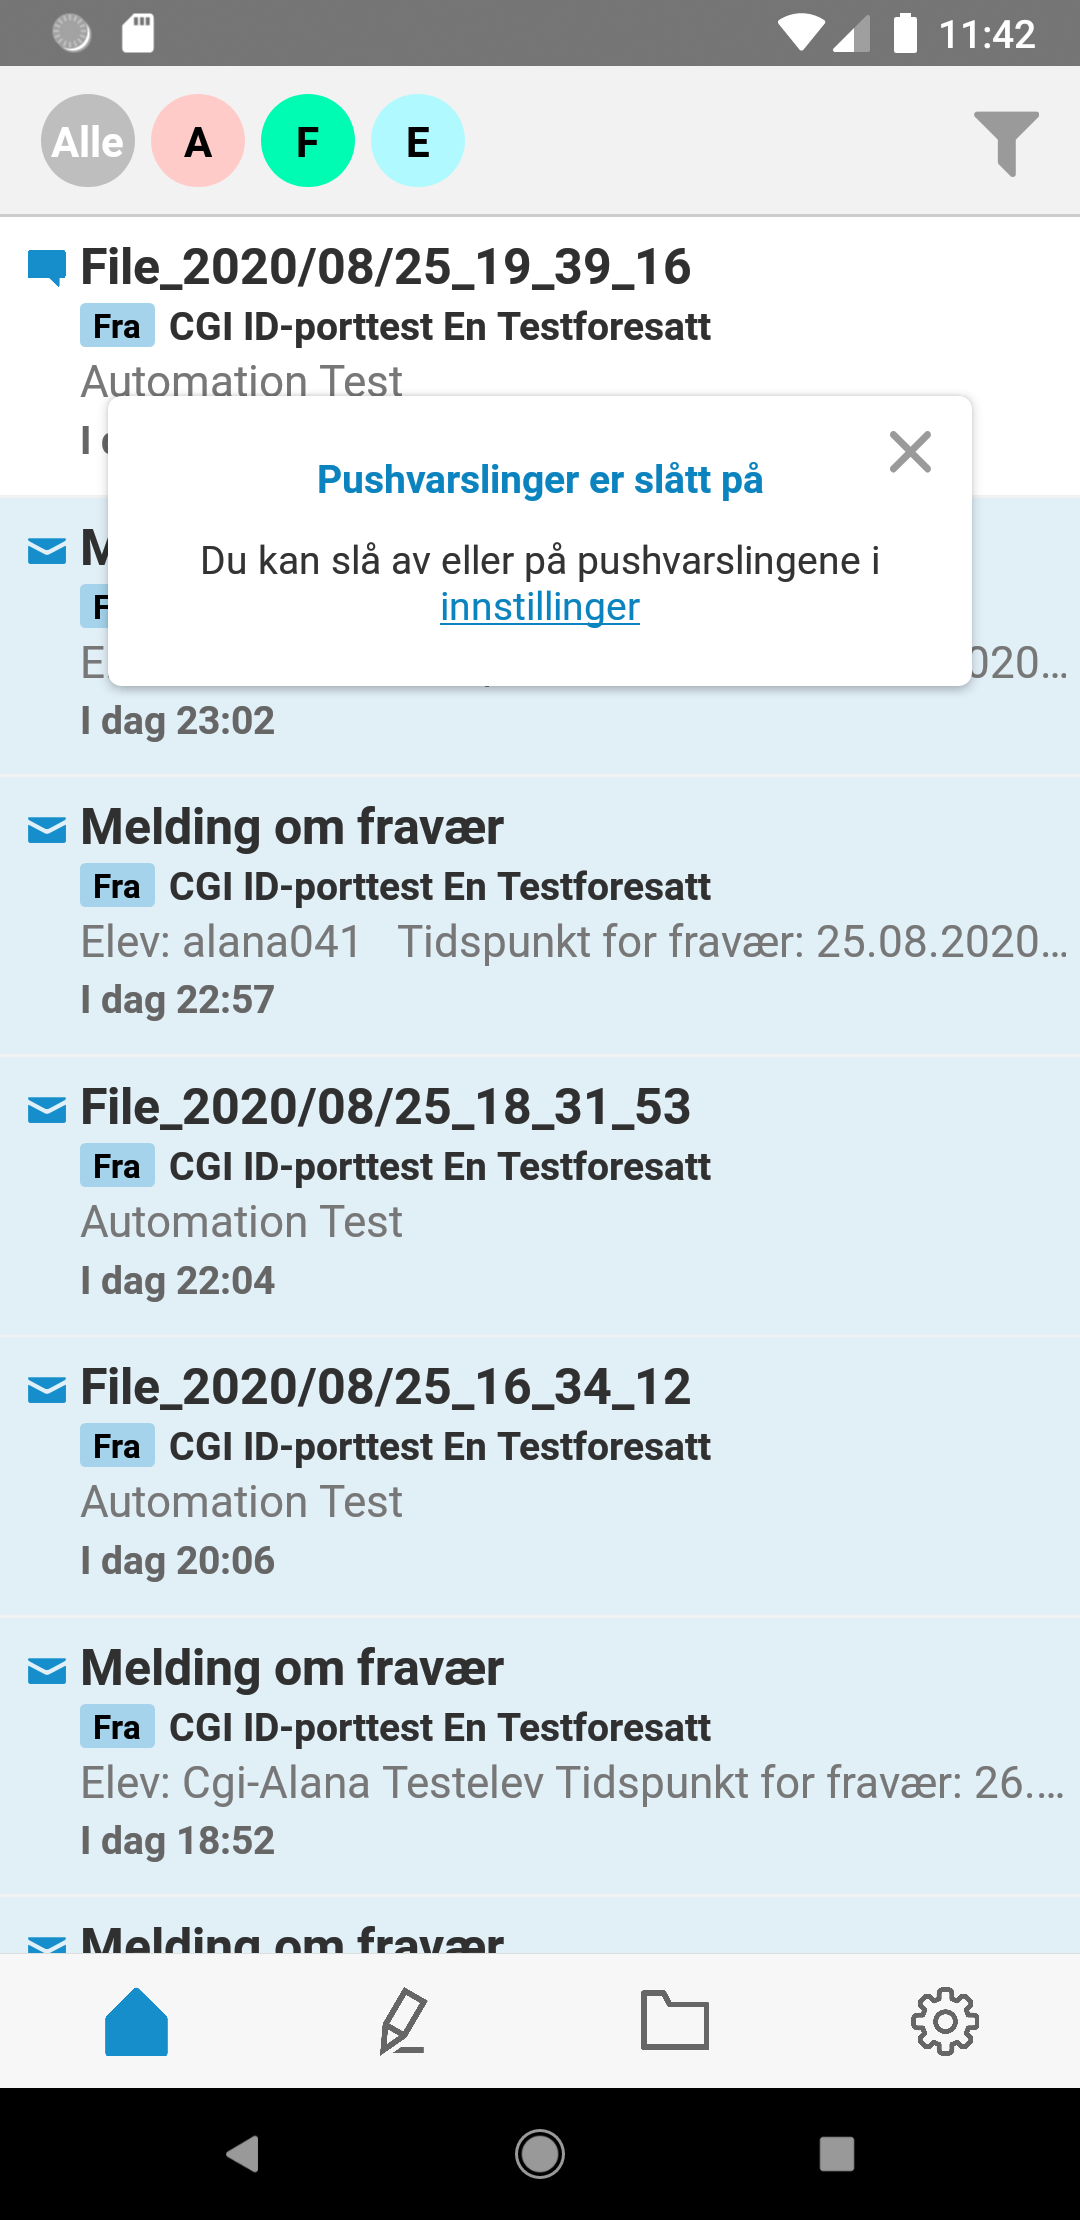 11:42
Alle A F E
File_2020/08/25_19_39_16
Fra CGI ID-porttest En Testforesatt
Automation Test
I
Pushvarslinger er slått på
Du kan slå av eller på pushvarslingene i
innstillinger
020...
I dag 23:02
Melding om fravær
Fra CGI ID-porttest En Testforesatt
Elev: alana041 Tidspunkt for fravær: 25.08.2020...
I dag 22:57
File_2020/08/25_18_31_53
Fra CGI ID-porttest En Testforesatt
Automation Test
I dag 22:04
File_2020/08/25_16_34_12
Fra CGI ID-porttest En Testforesatt
Automation Test
I dag 20:06
Melding om fravær
Fra CGI ID-porttest En Testforesatt
Elev: Cgi-Alana Testelev Tidspunkt for fravær: 26....
I dag 18:52
Melding om fravær